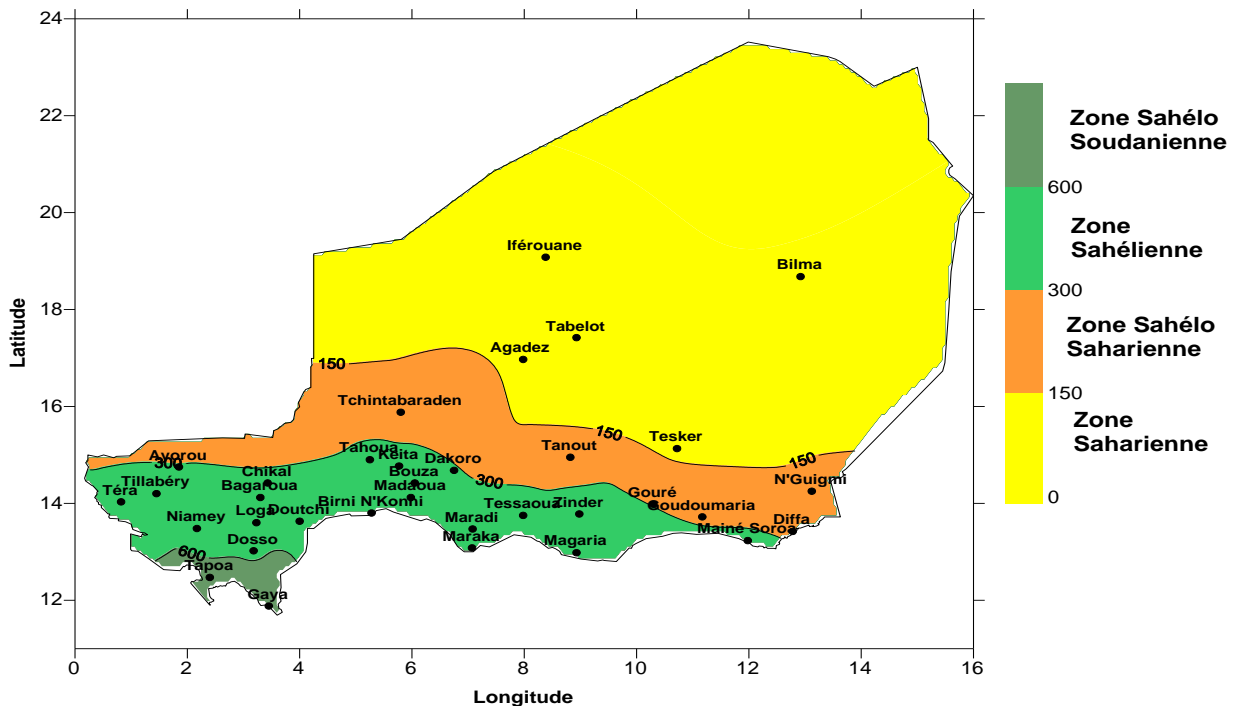 24
22
20
18
16
14
12
Latitude
0
2
4
6
8
10
12
14
16
Longitude
Iférouane
Bilma
Tabelot
Agadez
150
Tchintabaraden
150
Tesker
Tanout
150
N'Guigmi
Ayorou
300
Tahoua
Keita
Dakoro
Chikal
Bouza
300
Tillabéry
Bagaroua
Madaoua
Gouré
Téra
Birni N'Konni
Tessaoua
Zinder
Goudoumaria
Niamey
Loga
Doutchi
Maradi
Diffa
Mainé Soroa
Dosso
Maraka
Magaria
600
Tapoa
Gaya
Zone Sahélo
Soudanienne
600
Zone
Sahélienne
300
Zone Sahélo
Saharienne
150
Zone
Saharienne
0